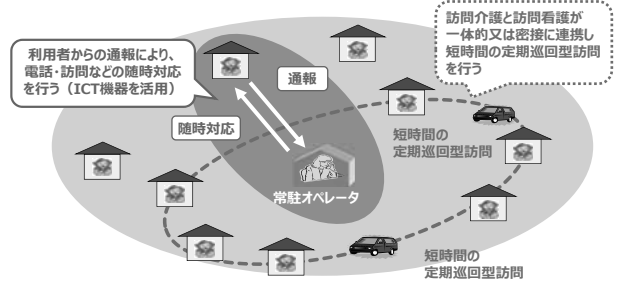 訪問介護と訪問看護が
一体的又は密接に連携し
短時間の定期巡回型訪問
を行う
利用者からの通報により、
電話・訪問などの随時対応
を行う（ICT機器を活用）
通報
随時対応
短時間の
定期巡回型訪問
常駐オペレータ
短時間の
定期巡回型訪問